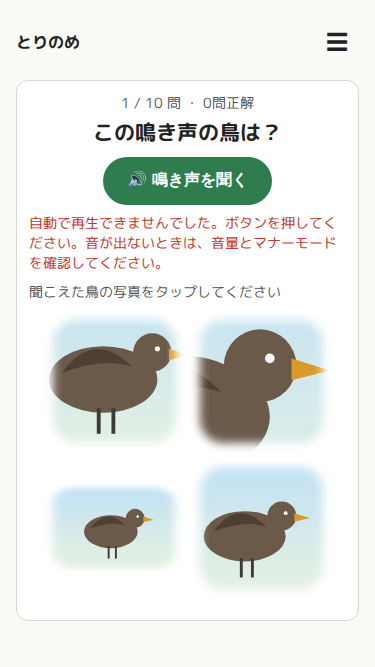 とりのめ
1 / 10 問 · 0問正解
この鳴き声の鳥は？
🔊 鳴き声を聞く
自動で再生できませんでした。ボタンを押してく
ださい。音が出ないときは、音量とマナーモード
を確認してください。
聞こえた鳥の写真をタップしてください